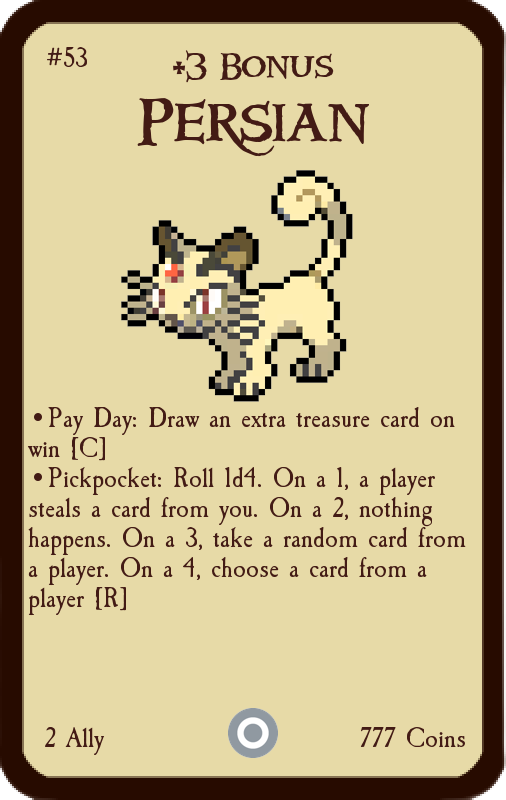 #53
+3 Bonus
Persian
•Pay Day: Draw an extra treasure card on
win [C]
•Pickpocket: Roll 1d4. On a 1, a player
steals a card from you. On a 2, nothing
happens. On a 3, take a random card from
a player. On a 4, choose a card from a
player [R]
2 Ally
777 Coins